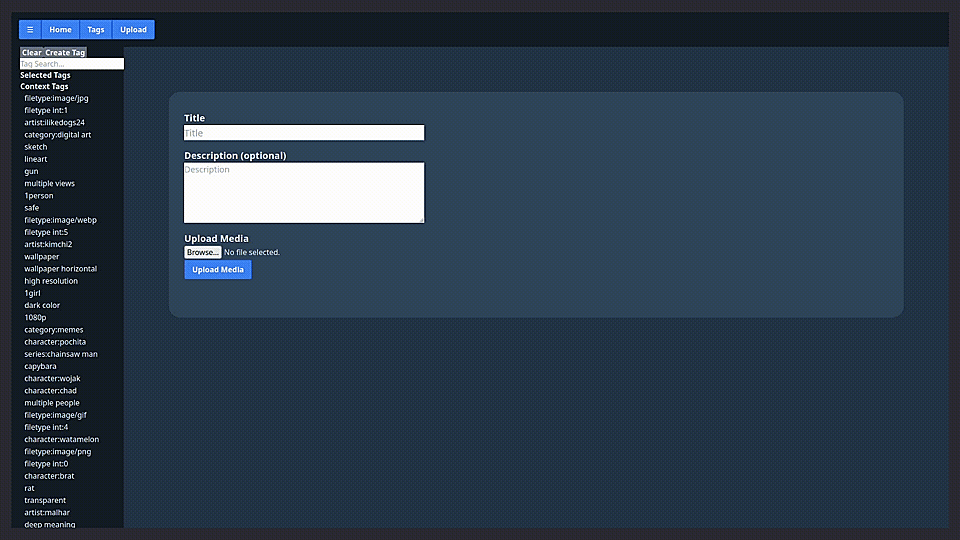 ☰ Home Tags Upload
Clear Create Tag
Tag Search...
Selected Tags
Context Tags
filetype:image/jpg
filetype int:1
artist:ilikedogs24
category:digital art
sketch
lineart
gun
multiple views
1person
safe
filetype:image/webp
filetype int:5
artist:kimchi2
wallpaper
wallpaper horizontal
high resolution
1girl
dark color
1080p
category:memes
character:pochita
series:chainsaw man
capybara
character:wojak
character:chad
multiple people
filetype:image/gif
filetype int:4
character:watamelon
filetype:image/png
filetype int:0
character:brat
rat
transparent
artist:malhar
deep meaning
Title
Title
Description (optional)
Description
Upload Media
Browse... No file selected.
Upload Media